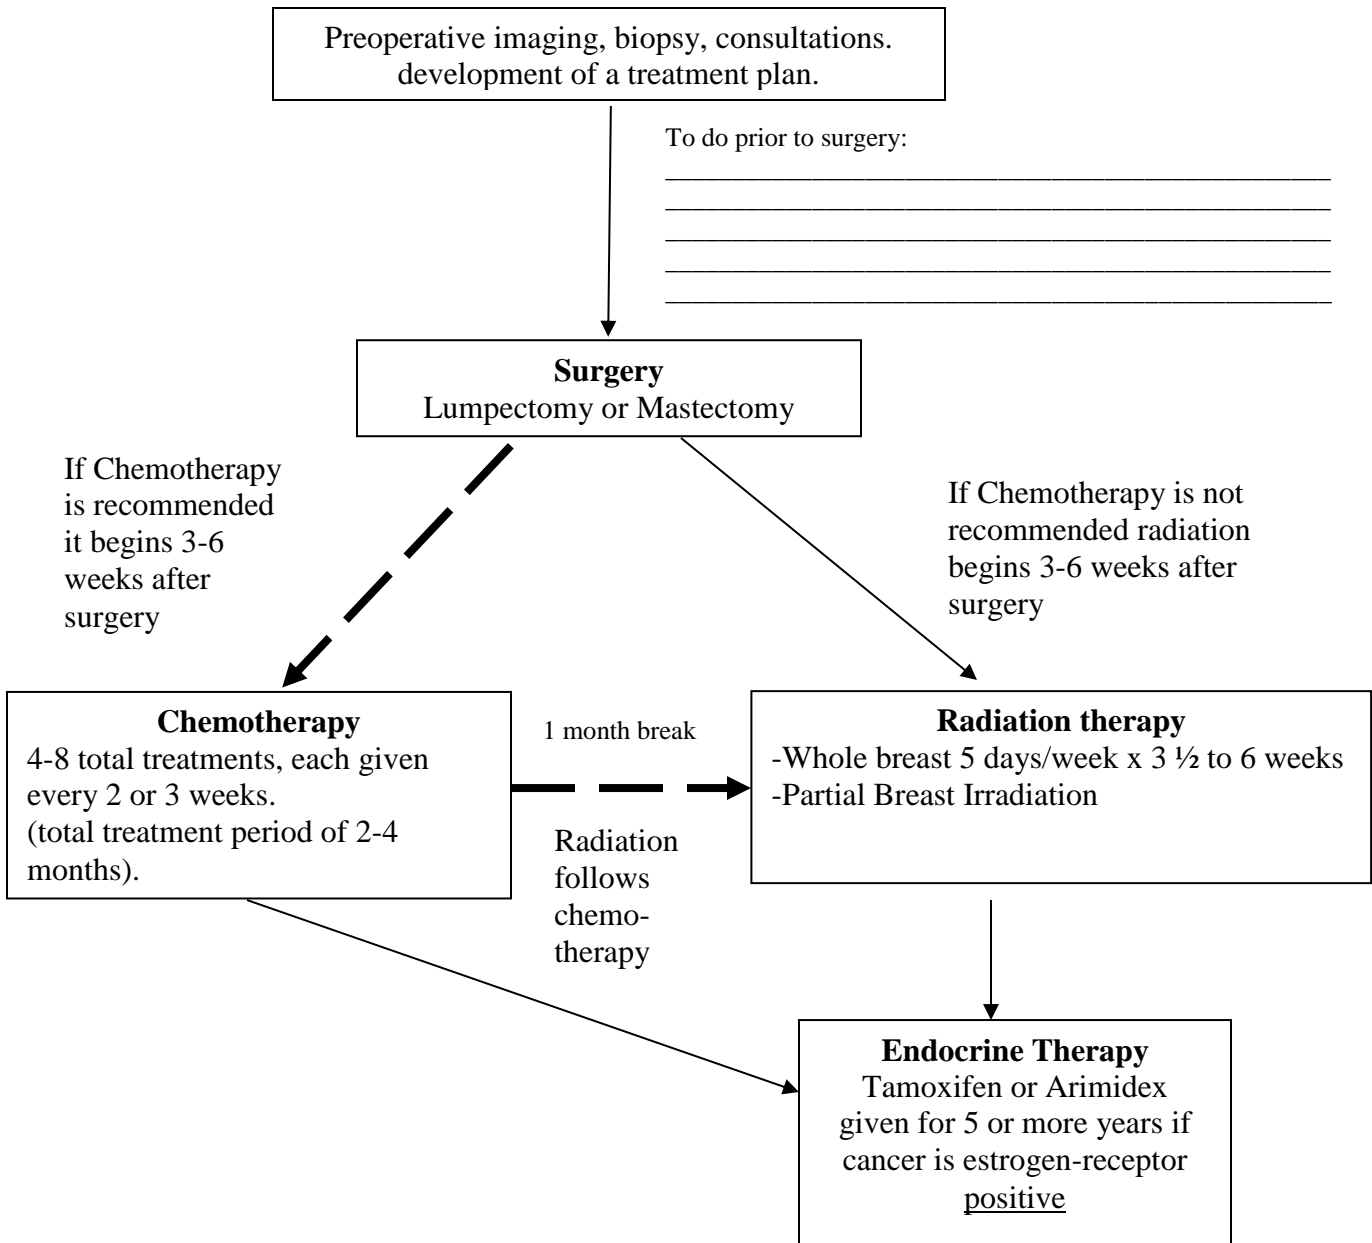 Preoperative imaging, biopsy, consultations.
development of a treatment plan.
To do prior to surgery:
__________________________________________________
__________________________________________________
__________________________________________________
__________________________________________________
__________________________________________________
Surgery
Lumpectomy or Mastectomy
If Chemotherapy
is recommended
it begins 3-6
weeks after
surgery
If Chemotherapy is not
recommended radiation
begins 3-6 weeks after
surgery
Chemotherapy
4-8 total treatments, each given
every 2 or 3 weeks.
(total treatment period of 2-4
months).
1 month break
Radiation
follows
chemo-
therapy
Radiation therapy
-Whole breast 5 days/week x 3 ½ to 6 weeks
-Partial Breast Irradiation
Endocrine Therapy
Tamoxifen or Arimidex
given for 5 or more years if
cancer is estrogen-receptor
positive